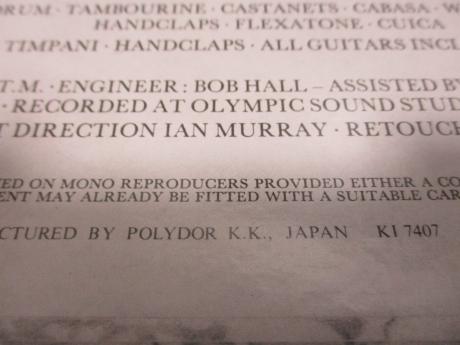 TAMBOURINE · CASTANETS · CABASA ·
HANDCLAPS · FLEXATONE · CUICA
TIMPANI · HANDCLAPS · ALL GUITARS INCL
T.M. · ENGINEER : BOB HALL – ASSISTED BY
· RECORDED AT OLYMPIC SOUND STUD
T DIRECTION IAN MURRAY · RETOUCH
ED ON MONO REPRODUCERS PROVIDED EITHER A CO
ENT MAY ALREADY BE FITTED WITH A SUITABLE CAR
CTURED BY POLYDOR K.K., JAPAN KI 7407